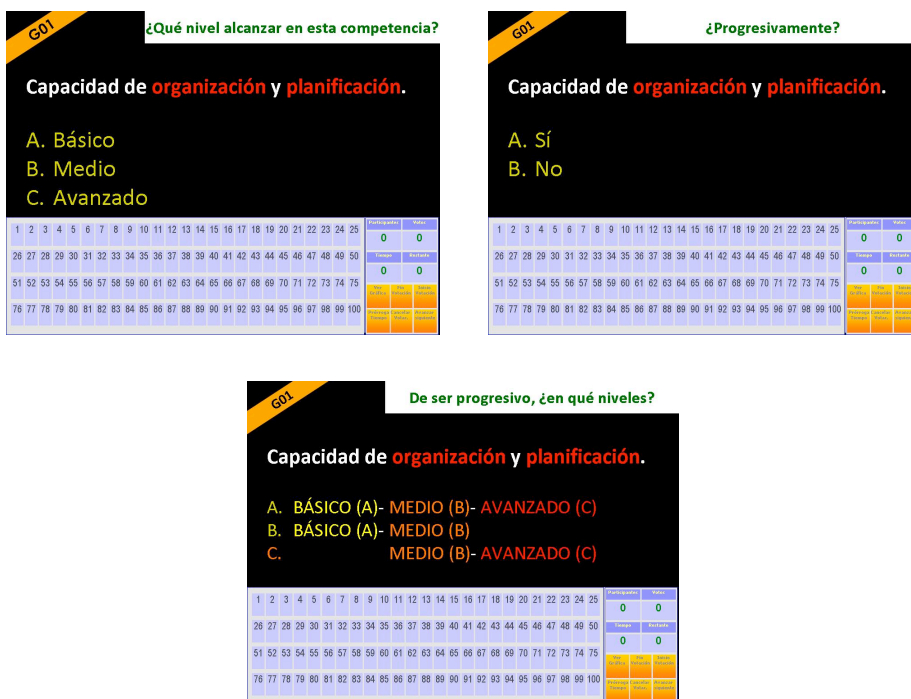 G01
¿Qué nivel alcanzar en esta competencia?
Capacidad de organización y planificación.
A. Básico
B. Medio
C. Avanzado
1 2 3 4 5 6 7 8 9 10 11 12 13 14 15 16 17 18 19 20 21 22 23 24 25
26 27 28 29 30 31 32 33 34 35 36 37 38 39 40 41 42 43 44 45 46 47 48 49 50
51 52 53 54 55 56 57 58 59 60 61 62 63 64 65 66 67 68 69 70 71 72 73 74 75
76 77 78 79 80 81 82 83 84 85 86 87 88 89 90 91 92 93 94 95 96 97 98 99 100
Participantes Votos
0 0
Tiempo Restante
0 0
G01
¿Progresivamente?
Capacidad de organización y planificación.
A. Sí
B. No
1 2 3 4 5 6 7 8 9 10 11 12 13 14 15 16 17 18 19 20 21 22 23 24 25
26 27 28 29 30 31 32 33 34 35 36 37 38 39 40 41 42 43 44 45 46 47 48 49 50
51 52 53 54 55 56 57 58 59 60 61 62 63 64 65 66 67 68 69 70 71 72 73 74 75
76 77 78 79 80 81 82 83 84 85 86 87 88 89 90 91 92 93 94 95 96 97 98 99 100
Participantes Votos
0 0
Tiempo Restante
0 0
G01
De ser progresivo, ¿en qué niveles?
Capacidad de organización y planificación.
A. BÁSICO (A)- MEDIO (B)- AVANZADO (C)
B. BÁSICO (A)- MEDIO (B)
C. MEDIO (B)- AVANZADO (C)
1 2 3 4 5 6 7 8 9 10 11 12 13 14 15 16 17 18 19 20 21 22 23 24 25
26 27 28 29 30 31 32 33 34 35 36 37 38 39 40 41 42 43 44 45 46 47 48 49 50
51 52 53 54 55 56 57 58 59 60 61 62 63 64 65 66 67 68 69 70 71 72 73 74 75
76 77 78 79 80 81 82 83 84 85 86 87 88 89 90 91 92 93 94 95 96 97 98 99 100
Participantes Votos
0 0
Tiempo Restante
0 0